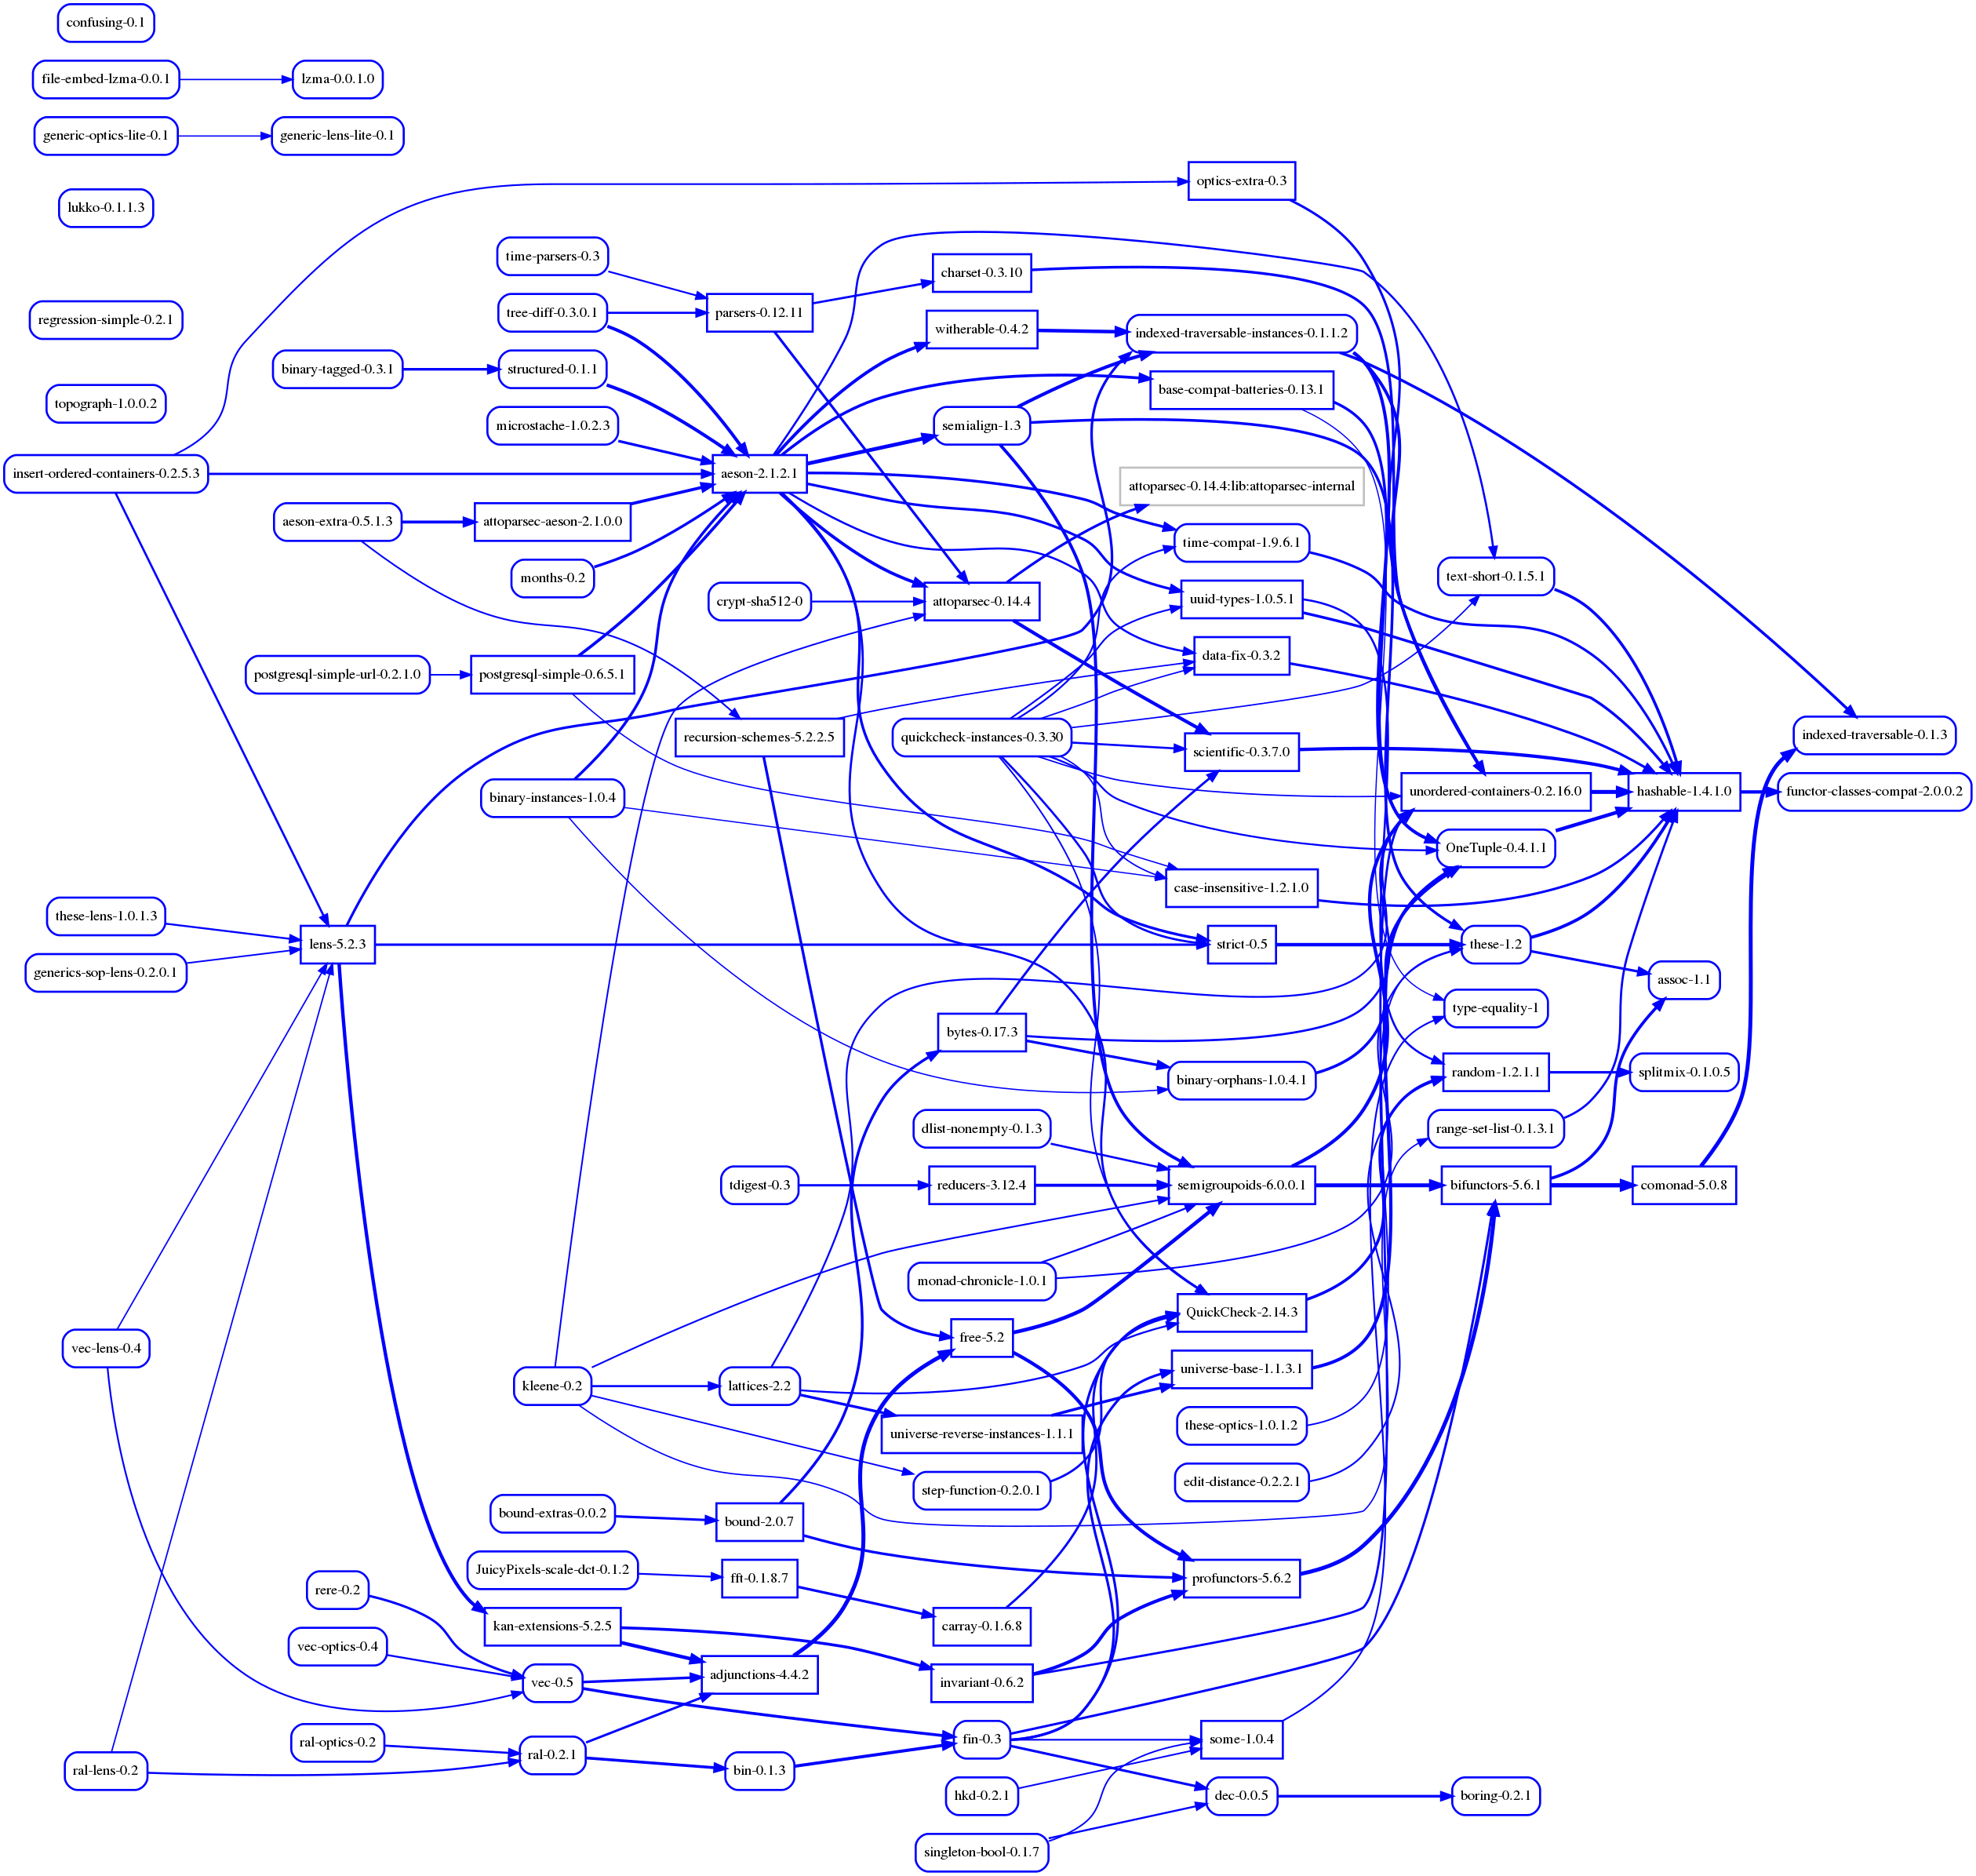 confusing-0.1
file-embed-lzma-0.0.1
lzma-0.0.1.0
generic-optics-lite-0.1
generic-lens-lite-0.1
optics-extra-0.3
lukko-0.1.1.3
time-parsers-0.3
charset-0.3.10
tree-diff-0.3.0.1
parsers-0.12.11
regression-simple-0.2.1
witherable-0.4.2
indexed-traversable-instances-0.1.1.2
binary-tagged-0.3.1
structured-0.1.1
base-compat-batteries-0.13.1
topograph-1.0.0.2
microstache-1.0.2.3
semialign-1.3
insert-ordered-containers-0.2.5.3
aeson-2.1.2.1
attoparsec-0.14.4:lib:attoparsec-internal
aeson-extra-0.5.1.3
attoparsec-aeson-2.1.0.0
time-compat-1.9.6.1
months-0.2
text-short-0.1.5.1
crypt-sha512-0
attoparsec-0.14.4
uuid-types-1.0.5.1
data-fix-0.3.2
postgresql-simple-url-0.2.1.0
postgresql-simple-0.6.5.1
recursion-schemes-5.2.2.5
quickcheck-instances-0.3.30
indexed-traversable-0.1.3
scientific-0.3.7.0
binary-instances-1.0.4
unordered-containers-0.2.16.0
hashable-1.4.1.0
functor-classes-compat-2.0.0.2
OneTuple-0.4.1.1
case-insensitive-1.2.1.0
these-lens-1.0.1.3
lens-5.2.3
strict-0.5
these-1.2
generics-sop-lens-0.2.0.1
assoc-1.1
type-equality-1
bytes-0.17.3
binary-orphans-1.0.4.1
random-1.2.1.1
splitmix-0.1.0.5
dlist-nonempty-0.1.3
range-set-list-0.1.3.1
tdigest-0.3
reducers-3.12.4
semigroupoids-6.0.0.1
bifunctors-5.6.1
comonad-5.0.8
monad-chronicle-1.0.1
QuickCheck-2.14.3
vec-lens-0.4
free-5.2
universe-base-1.1.3.1
kleene-0.2
lattices-2.2
these-optics-1.0.1.2
universe-reverse-instances-1.1.1
edit-distance-0.2.2.1
step-function-0.2.0.1
bound-extras-0.0.2
bound-2.0.7
JuicyPixels-scale-dct-0.1.2
fft-0.1.8.7
profunctors-5.6.2
rere-0.2
kan-extensions-5.2.5
carray-0.1.6.8
vec-optics-0.4
vec-0.5
adjunctions-4.4.2
invariant-0.6.2
ral-optics-0.2
ral-0.2.1
fin-0.3
some-1.0.4
ral-lens-0.2
bin-0.1.3
hkd-0.2.1
dec-0.0.5
boring-0.2.1
singleton-bool-0.1.7